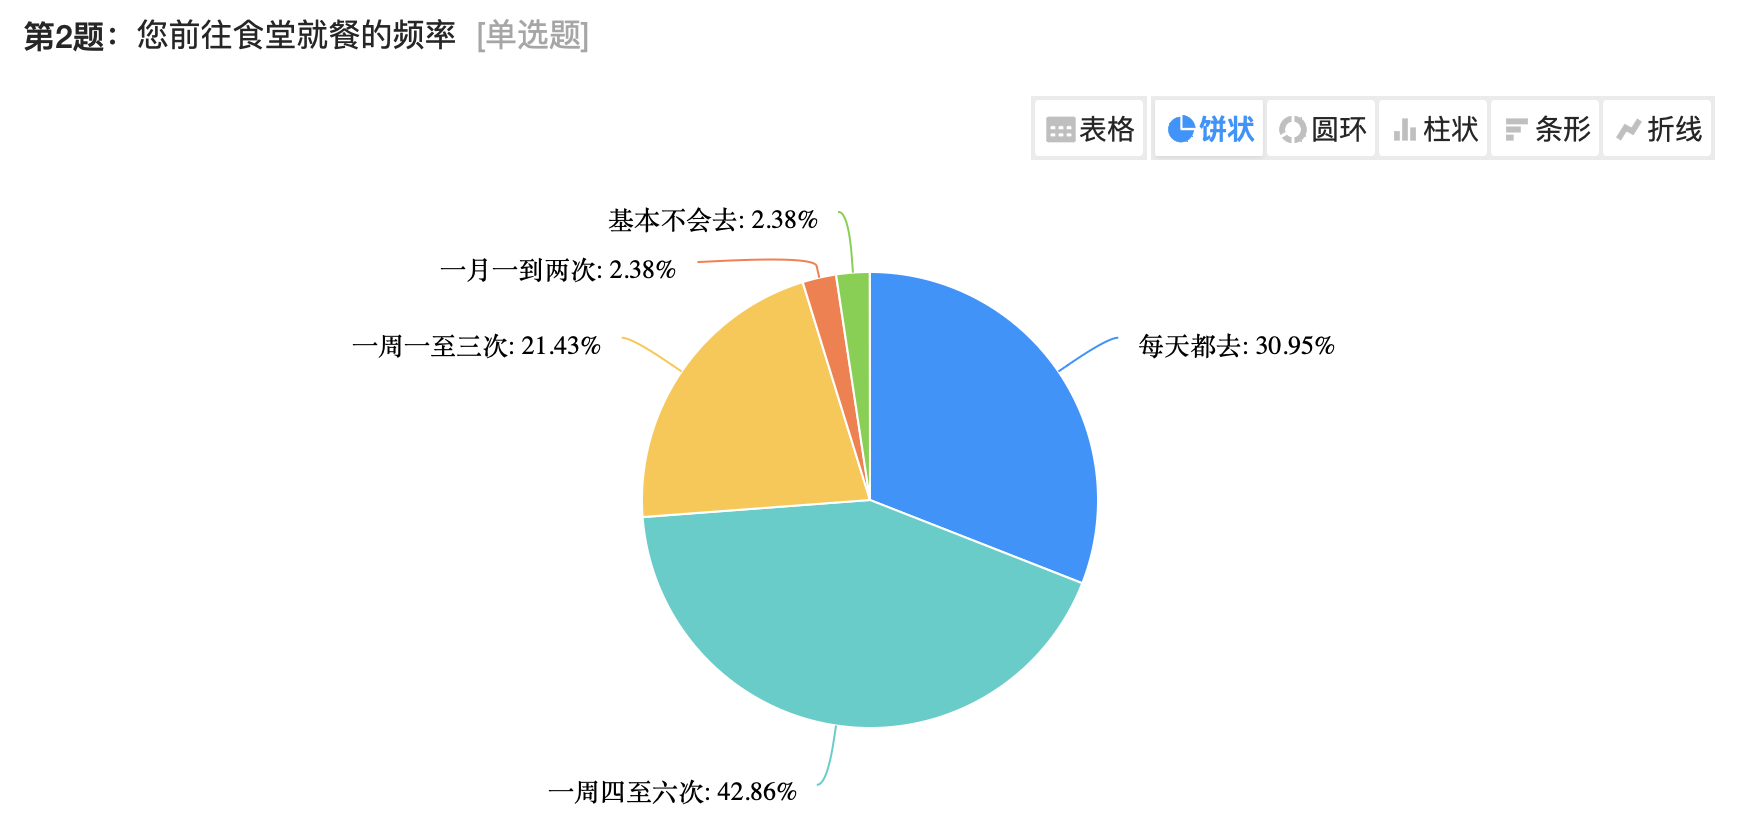 第2题：您前往食堂就餐的频率 [单选题]
表格 饼状 圆环 柱状 条形 折线
基本不会去: 2.38%
一月一到两次: 2.38%
一周一至三次: 21.43%
每天都去: 30.95%
一周四至六次: 42.86%